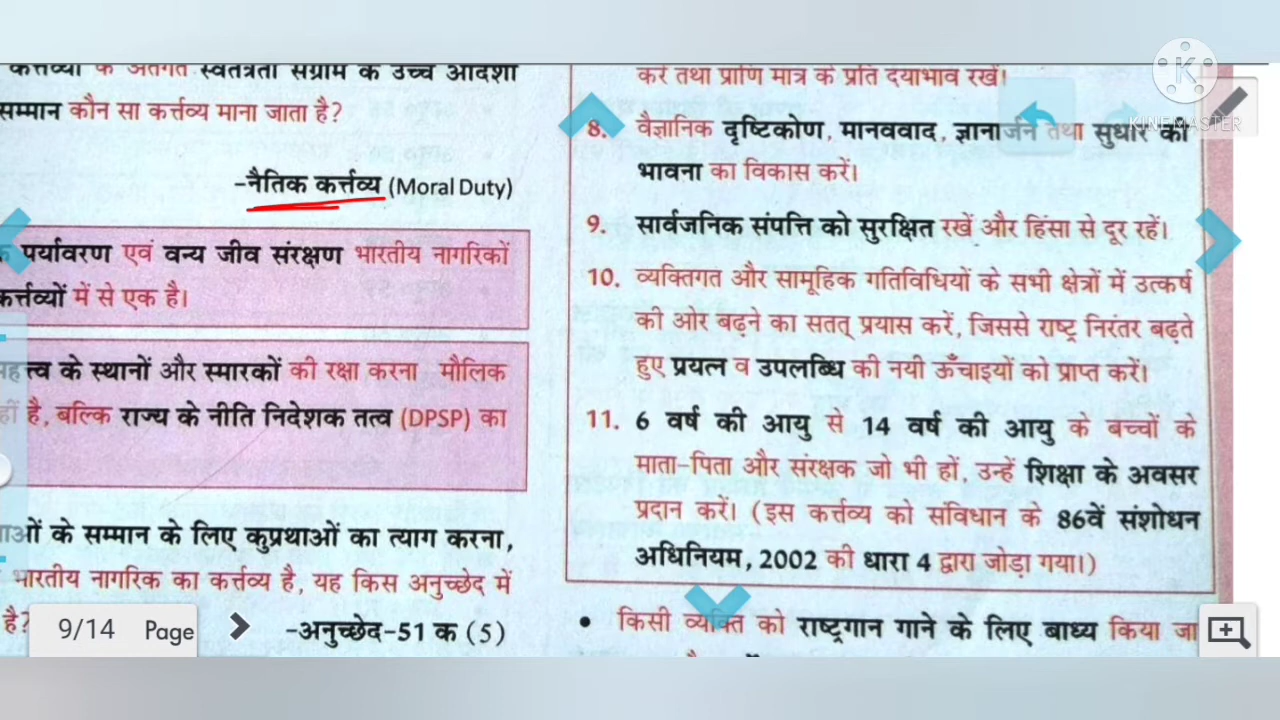 कर्त्तव्यों के अंतर्गत स्वतंत्रता संग्राम के उच्च आदर्शों
सम्मान कौन सा कर्त्तव्य माना जाता है?
-नैतिक कर्त्तव्य (Moral Duty)
पर्यावरण एवं वन्य जीव संरक्षण भारतीय नागरिकों
कर्त्तव्यों में से एक है।
के स्थानों और स्मारकों की रक्षा करना मौलिक
है, बल्कि राज्य के नीति निदेशक तत्व (DPSP) का
के सम्मान के लिए कुप्रथाओं का त्याग करना,
भारतीय नागरिक का कर्त्तव्य है, यह किस अनुच्छेद में
है?
-अनुच्छेद-51 क (5)
9/14 Page
करें तथा प्राणि मात्र के प्रति दयाभाव रखें।
8. वैज्ञानिक दृष्टिकोण, मानववाद, ज्ञानार्जन तथा सुधार की
भावना का विकास करें।
9. सार्वजनिक संपत्ति को सुरक्षित रखें और हिंसा से दूर रहें।
10. व्यक्तिगत और सामूहिक गतिविधियों के सभी क्षेत्रों में उत्कर्ष
की ओर बढ़ने का सतत् प्रयास करें, जिससे राष्ट्र निरंतर बढ़ते
हुए प्रयत्न व उपलब्धि की नयी ऊँचाइयों को प्राप्त करें।
11. 6 वर्ष की आयु से 14 वर्ष की आयु के बच्चों के
माता-पिता और संरक्षक जो भी हों, उन्हें शिक्षा के अवसर
प्रदान करें। (इस कर्त्तव्य को संविधान के 86वें संशोधन
अधिनियम, 2002 की धारा 4 द्वारा जोड़ा गया।)
• किसी व्यक्ति को राष्ट्रगान गाने के लिए बाध्य किया जा
K
KINEMASTER